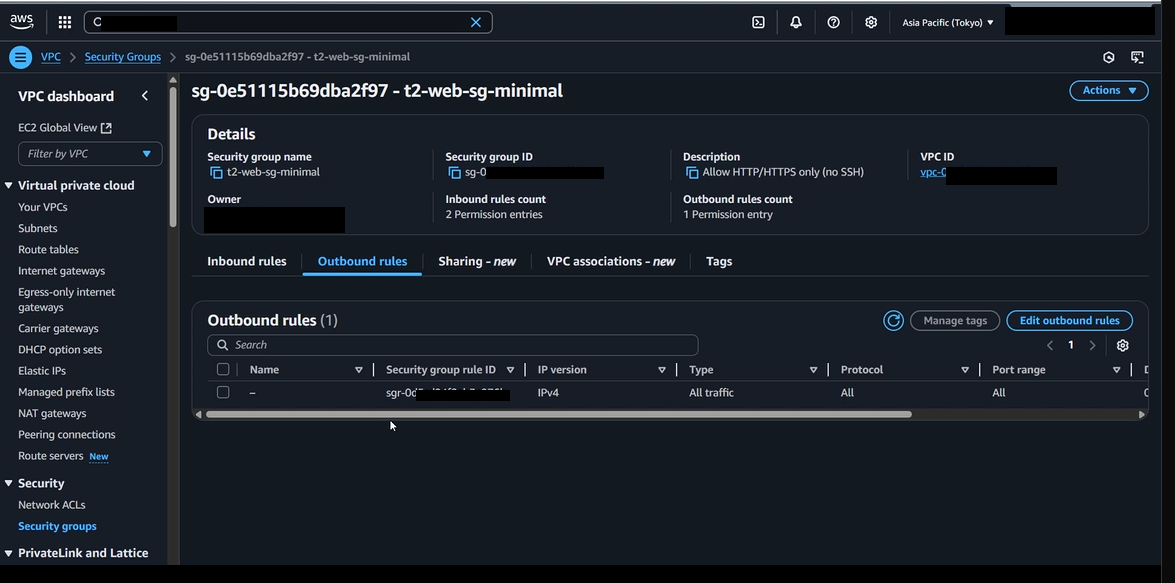 aws
C
Asia Pacific (Tokyo)
VPC > Security Groups > sg-0e51115b69dba2f97 - t2-web-sg-minimal
VPC dashboard
EC2 Global View
Filter by VPC
Virtual private cloud
Your VPCs
Subnets
Route tables
Internet gateways
Egress-only internet
gateways
Carrier gateways
DHCP option sets
Elastic IPs
Managed prefix lists
NAT gateways
Peering connections
Route servers New
Security
Network ACLs
Security groups
PrivateLink and Lattice
sg-0e51115b69dba2f97 - t2-web-sg-minimal
Actions
Details
Security group name
t2-web-sg-minimal
Security group ID
sg-0
Description
Allow HTTP/HTTPS only (no SSH)
VPC ID
vpc-0
Owner
Inbound rules count
2 Permission entries
Outbound rules count
1 Permission entry
Inbound rules
Outbound rules
Sharing - new
VPC associations - new
Tags
Outbound rules (1)
Manage tags
Edit outbound rules
Search
1
Name Security group rule ID IP version Type Protocol Port range
– sgr-0d IPv4 All traffic All All